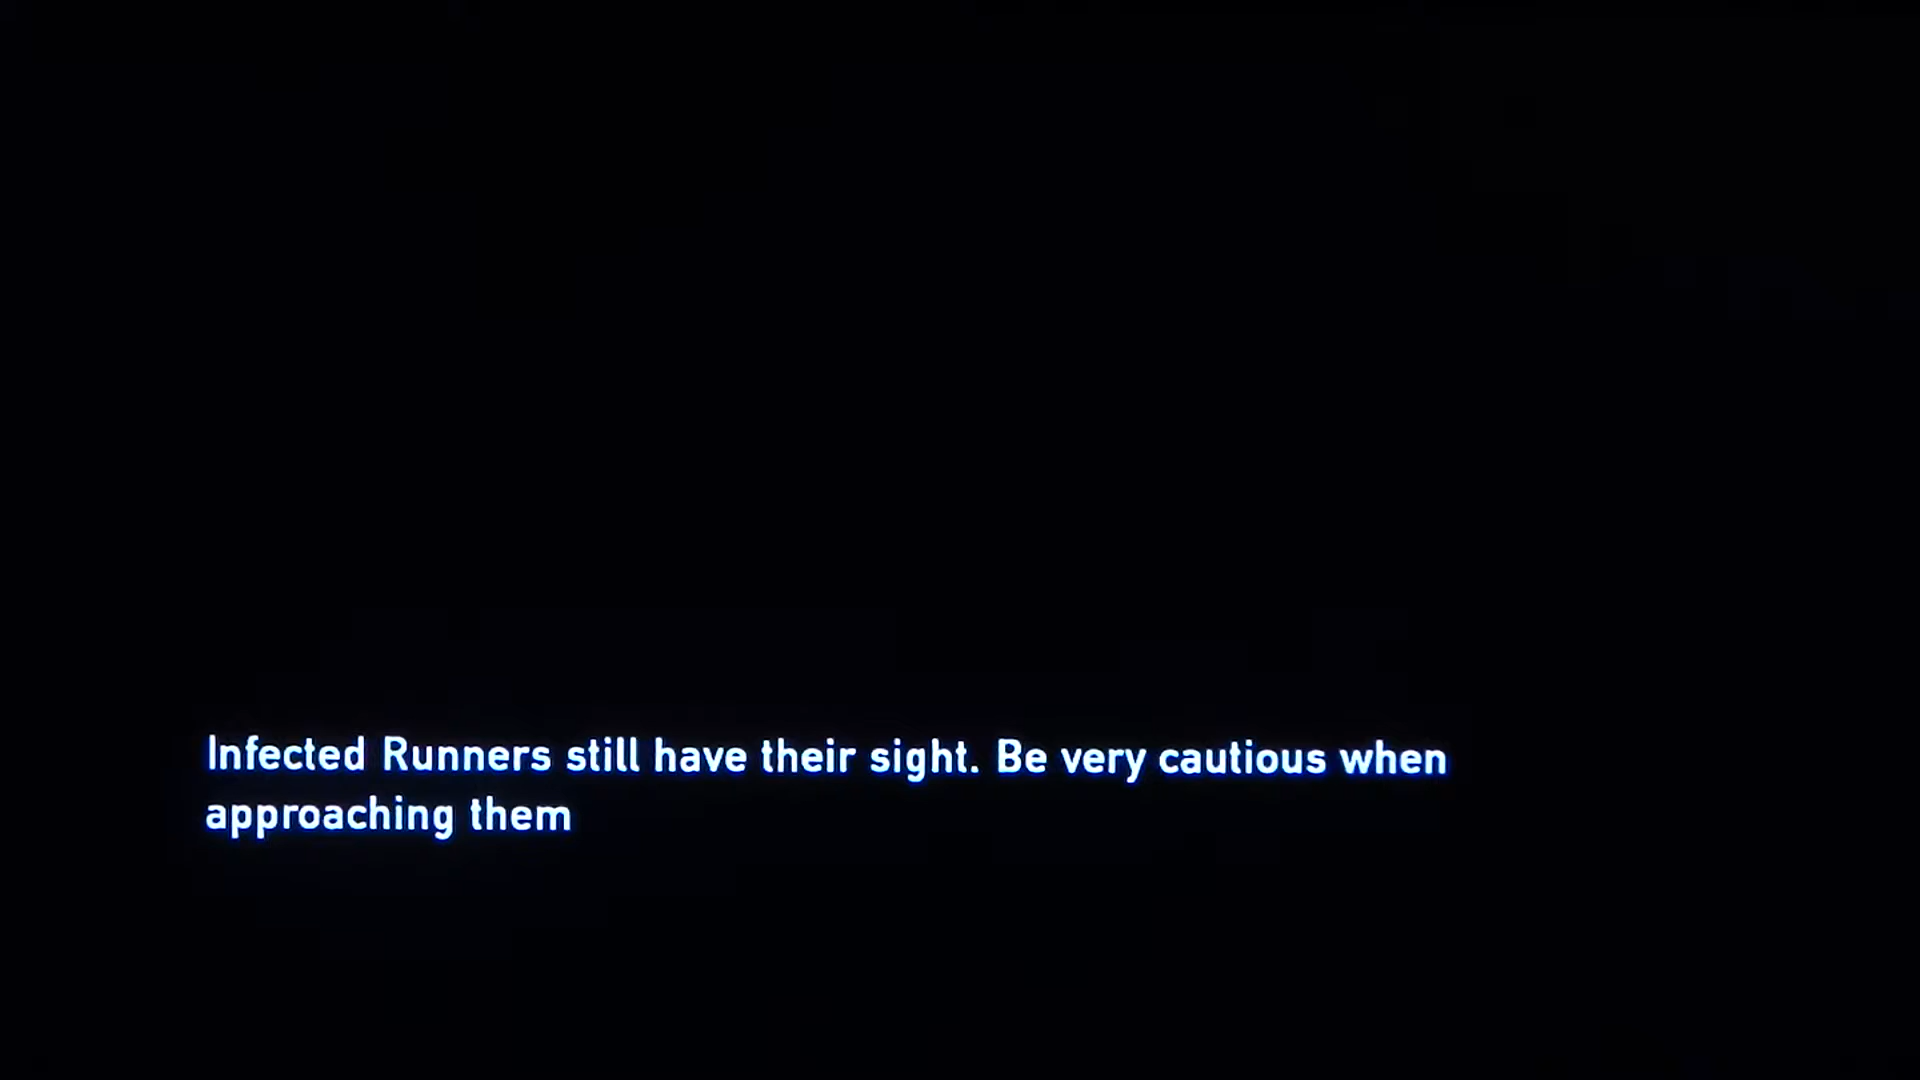 Infected Runners still have their sight. Be very cautious when
approaching them